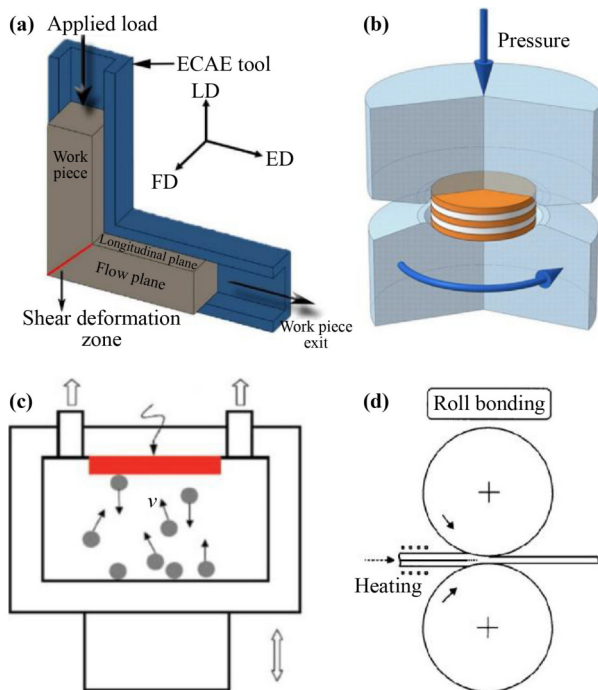 (a)
Applied load
ECAE tool
LD
ED
FD
Work
piece
Longitudinal plane
Flow plane
Shear deformation
zone
Work piece
exit
(b)
Pressure
(c)
v
(d)
Roll bonding
Heating